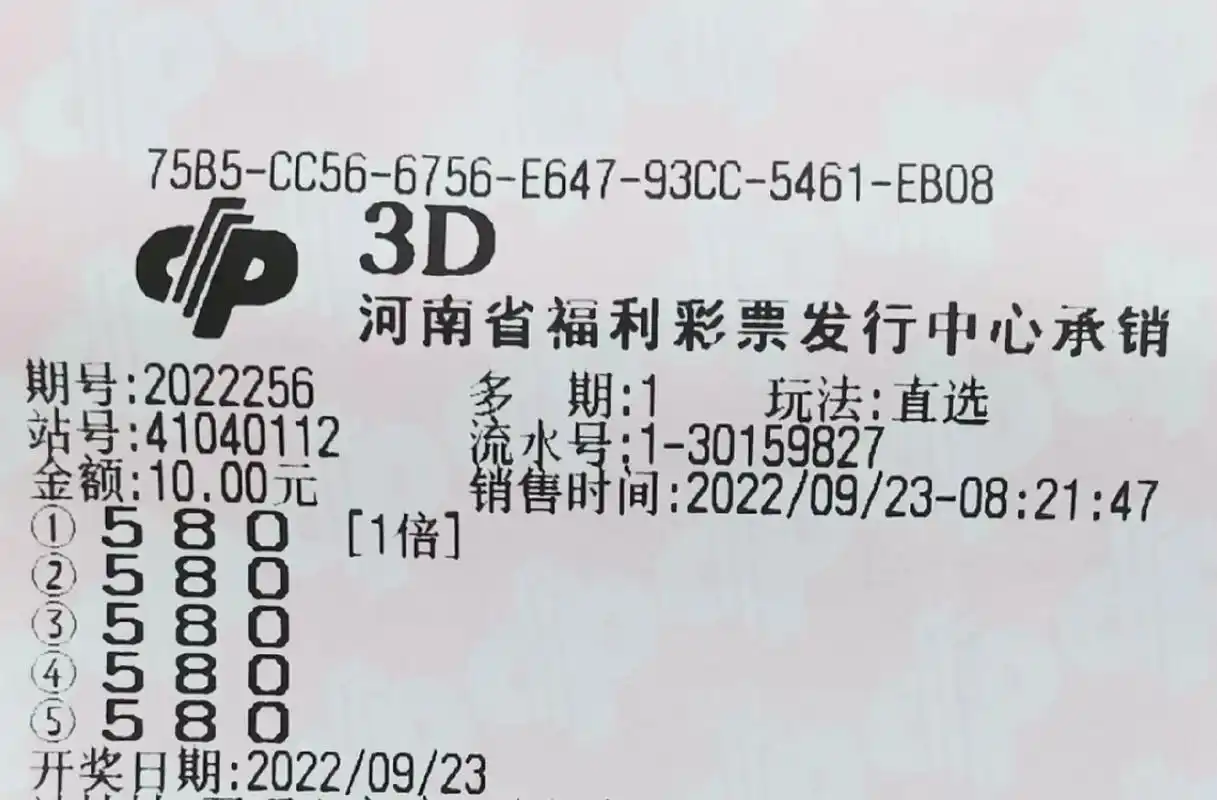 75B5-CC56-6756-E647-93CC-5461-EB08
3D
河南省福利彩票发行中心承销
期号:2022256 多 期:1 玩法:直选
站号:41040112 流水号:1-30159827
金额:10.00元 销售时间:2022/09/23-08:21:47
① 5 8 0 [1倍]
② 5 8 0
③ 5 8 0
④ 5 8 0
⑤ 5 8 0
开奖日期:2022/09/23